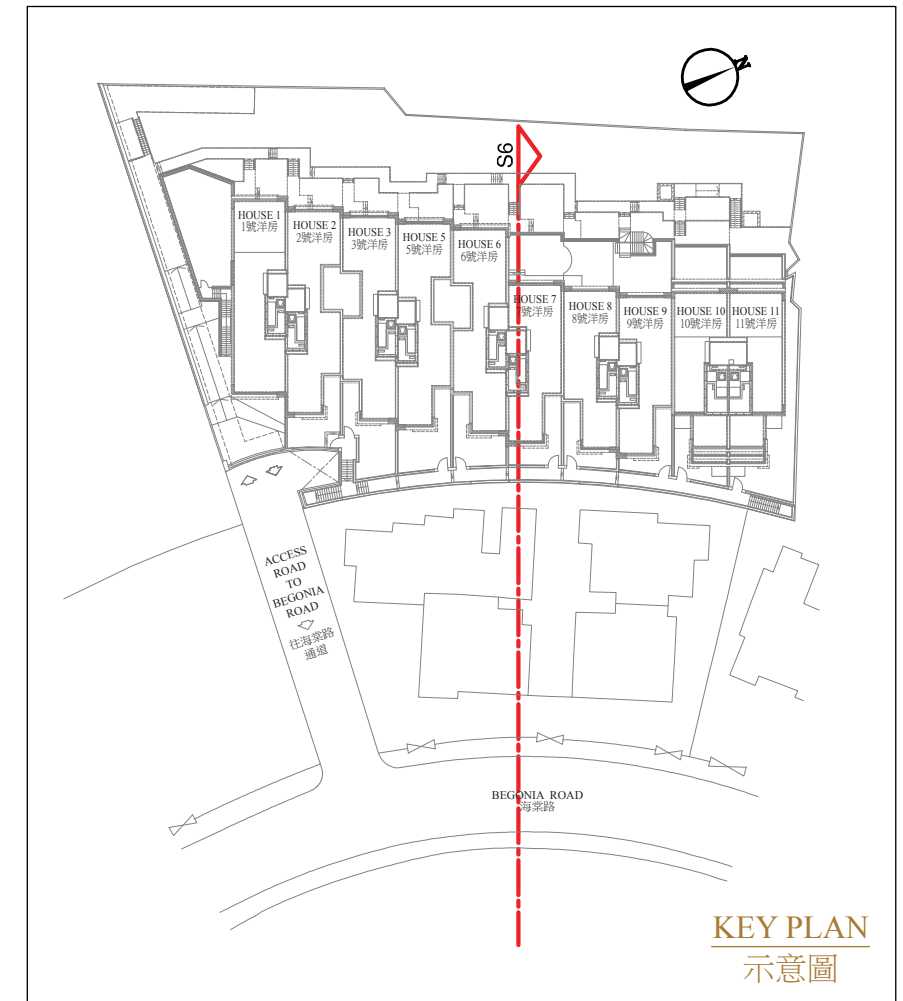 N
S6
HOUSE 1
1號洋房
HOUSE 2
2號洋房
HOUSE 3
3號洋房
HOUSE 5
5號洋房
HOUSE 6
6號洋房
HOUSE 7
7號洋房
HOUSE 8
8號洋房
HOUSE 9
9號洋房
HOUSE 10
10號洋房
HOUSE 11
11號洋房
ACCESS
ROAD
TO
BEGONIA
ROAD
往海棠路
通道
BEGONIA ROAD
海棠路
KEY PLAN
示意圖